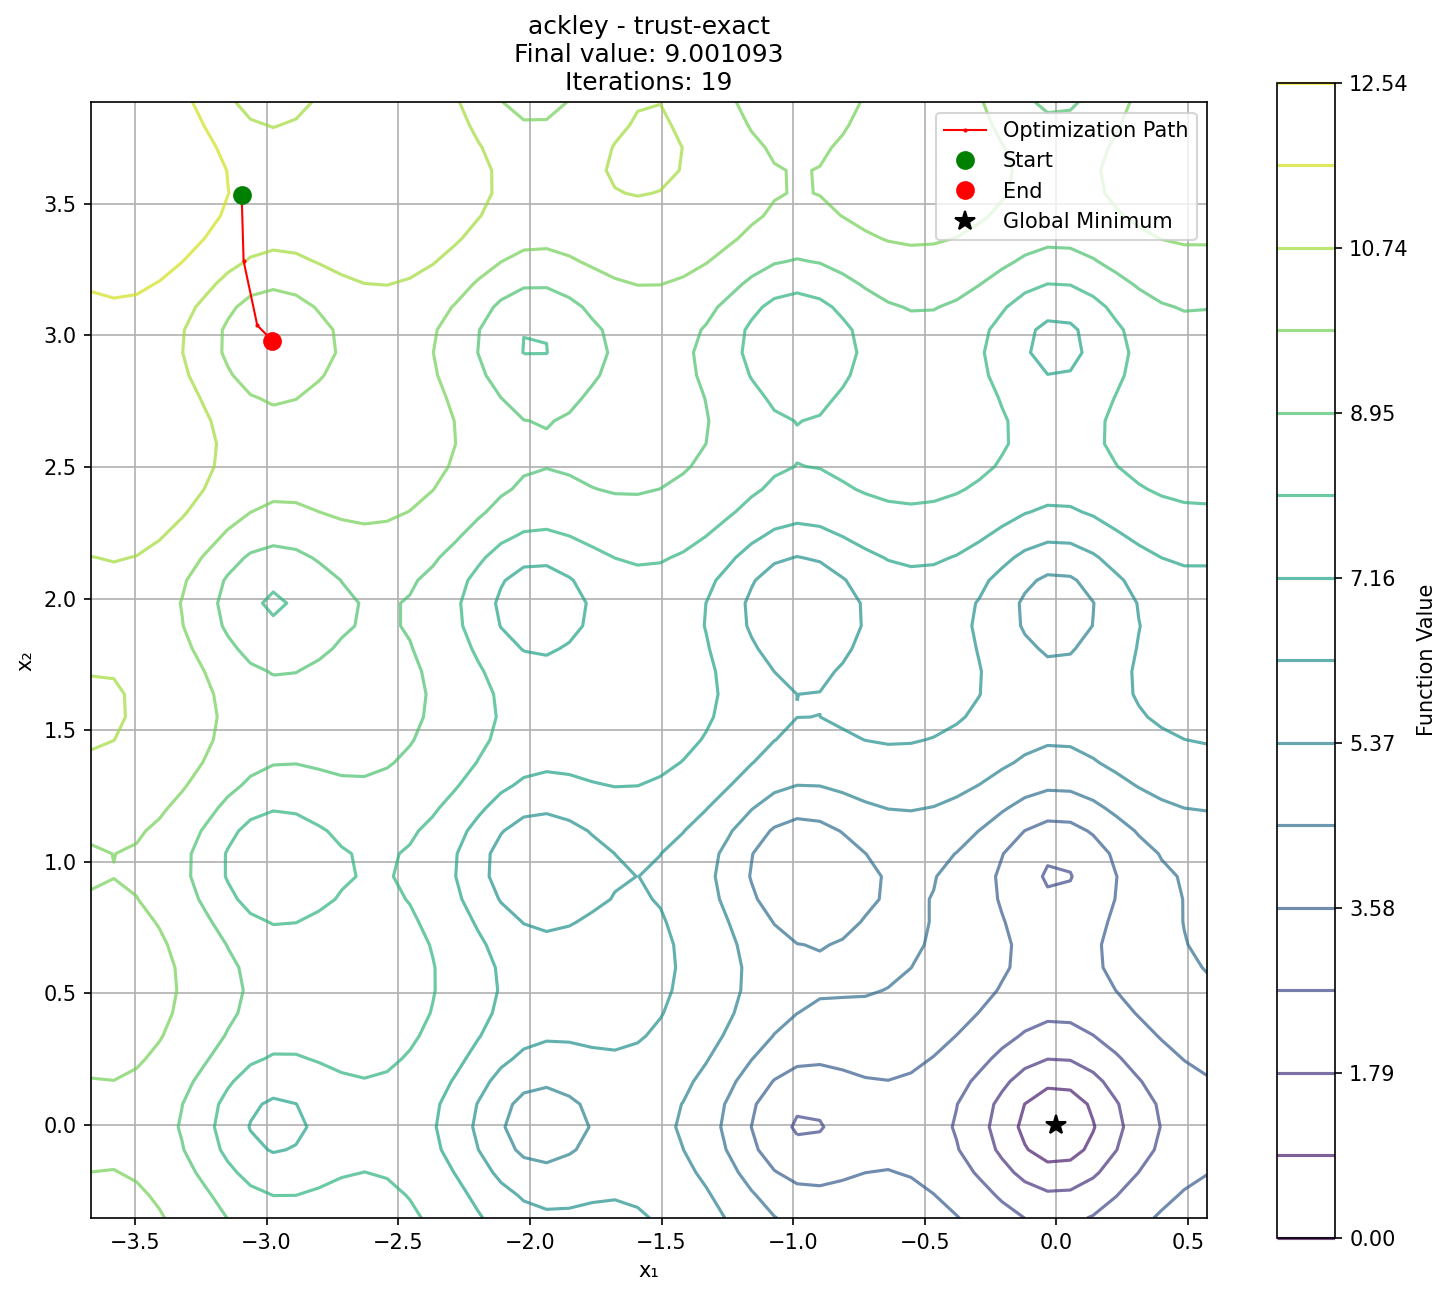 ackley - trust-exact
Final value: 9.001093
Iterations: 19
Optimization Path
Start
End
Global Minimum
3.5
3.0
2.5
2.0
1.5
1.0
0.5
0.0
x₂
−3.5
−3.0
−2.5
−2.0
−1.5
−1.0
−0.5
0.0
0.5
x₁
12.54
10.74
8.95
7.16
5.37
3.58
1.79
0.00
Function Value